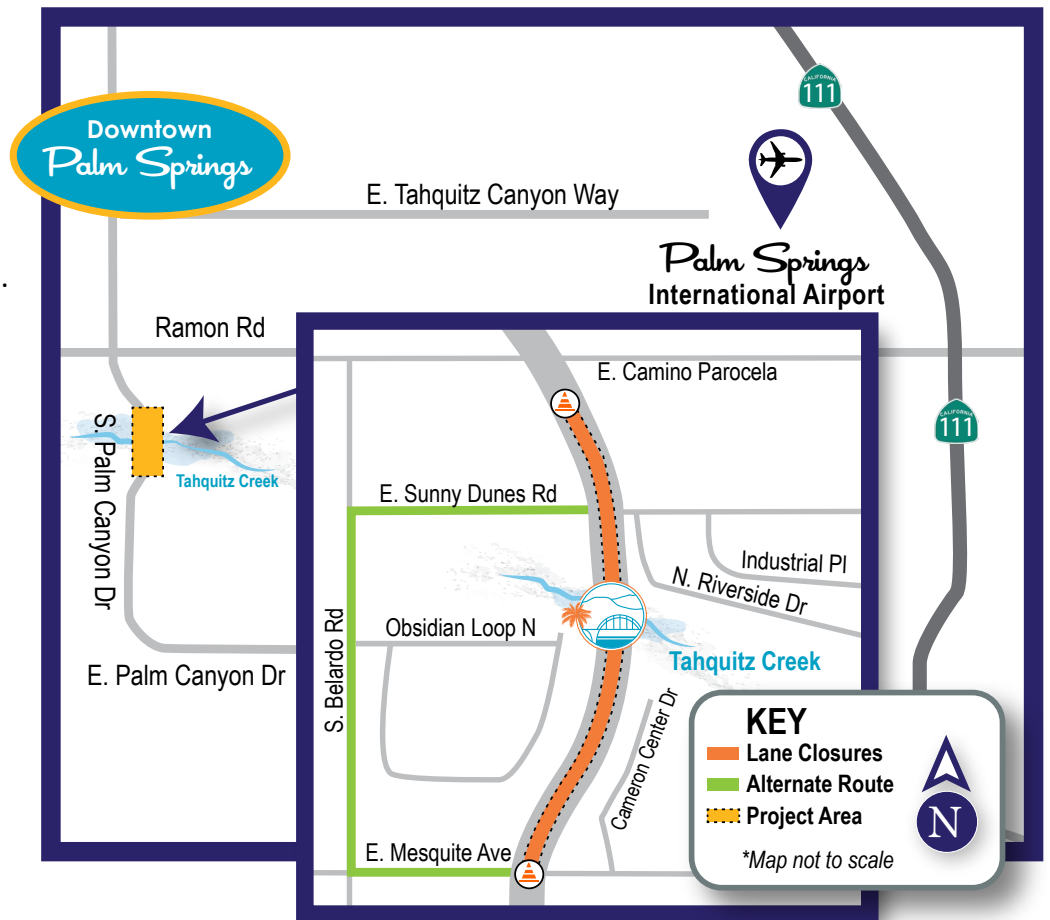 CALIFORNIA
111
Downtown
Palm Springs
E. Tahquitz Canyon Way
Palm Springs
International Airport
.
Ramon Rd
E. Camino Parocela
CALIFORNIA
111
S. Palm Canyon Dr
Tahquitz Creek
E. Sunny Dunes Rd
Industrial Pl
N. Riverside Dr
Obsidian Loop N
Tahquitz Creek
E. Palm Canyon Dr
S. Belardo Rd
Cameron Center Dr
E. Mesquite Ave
KEY
Lane Closures
Alternate Route
Project Area
N
*Map not to scale